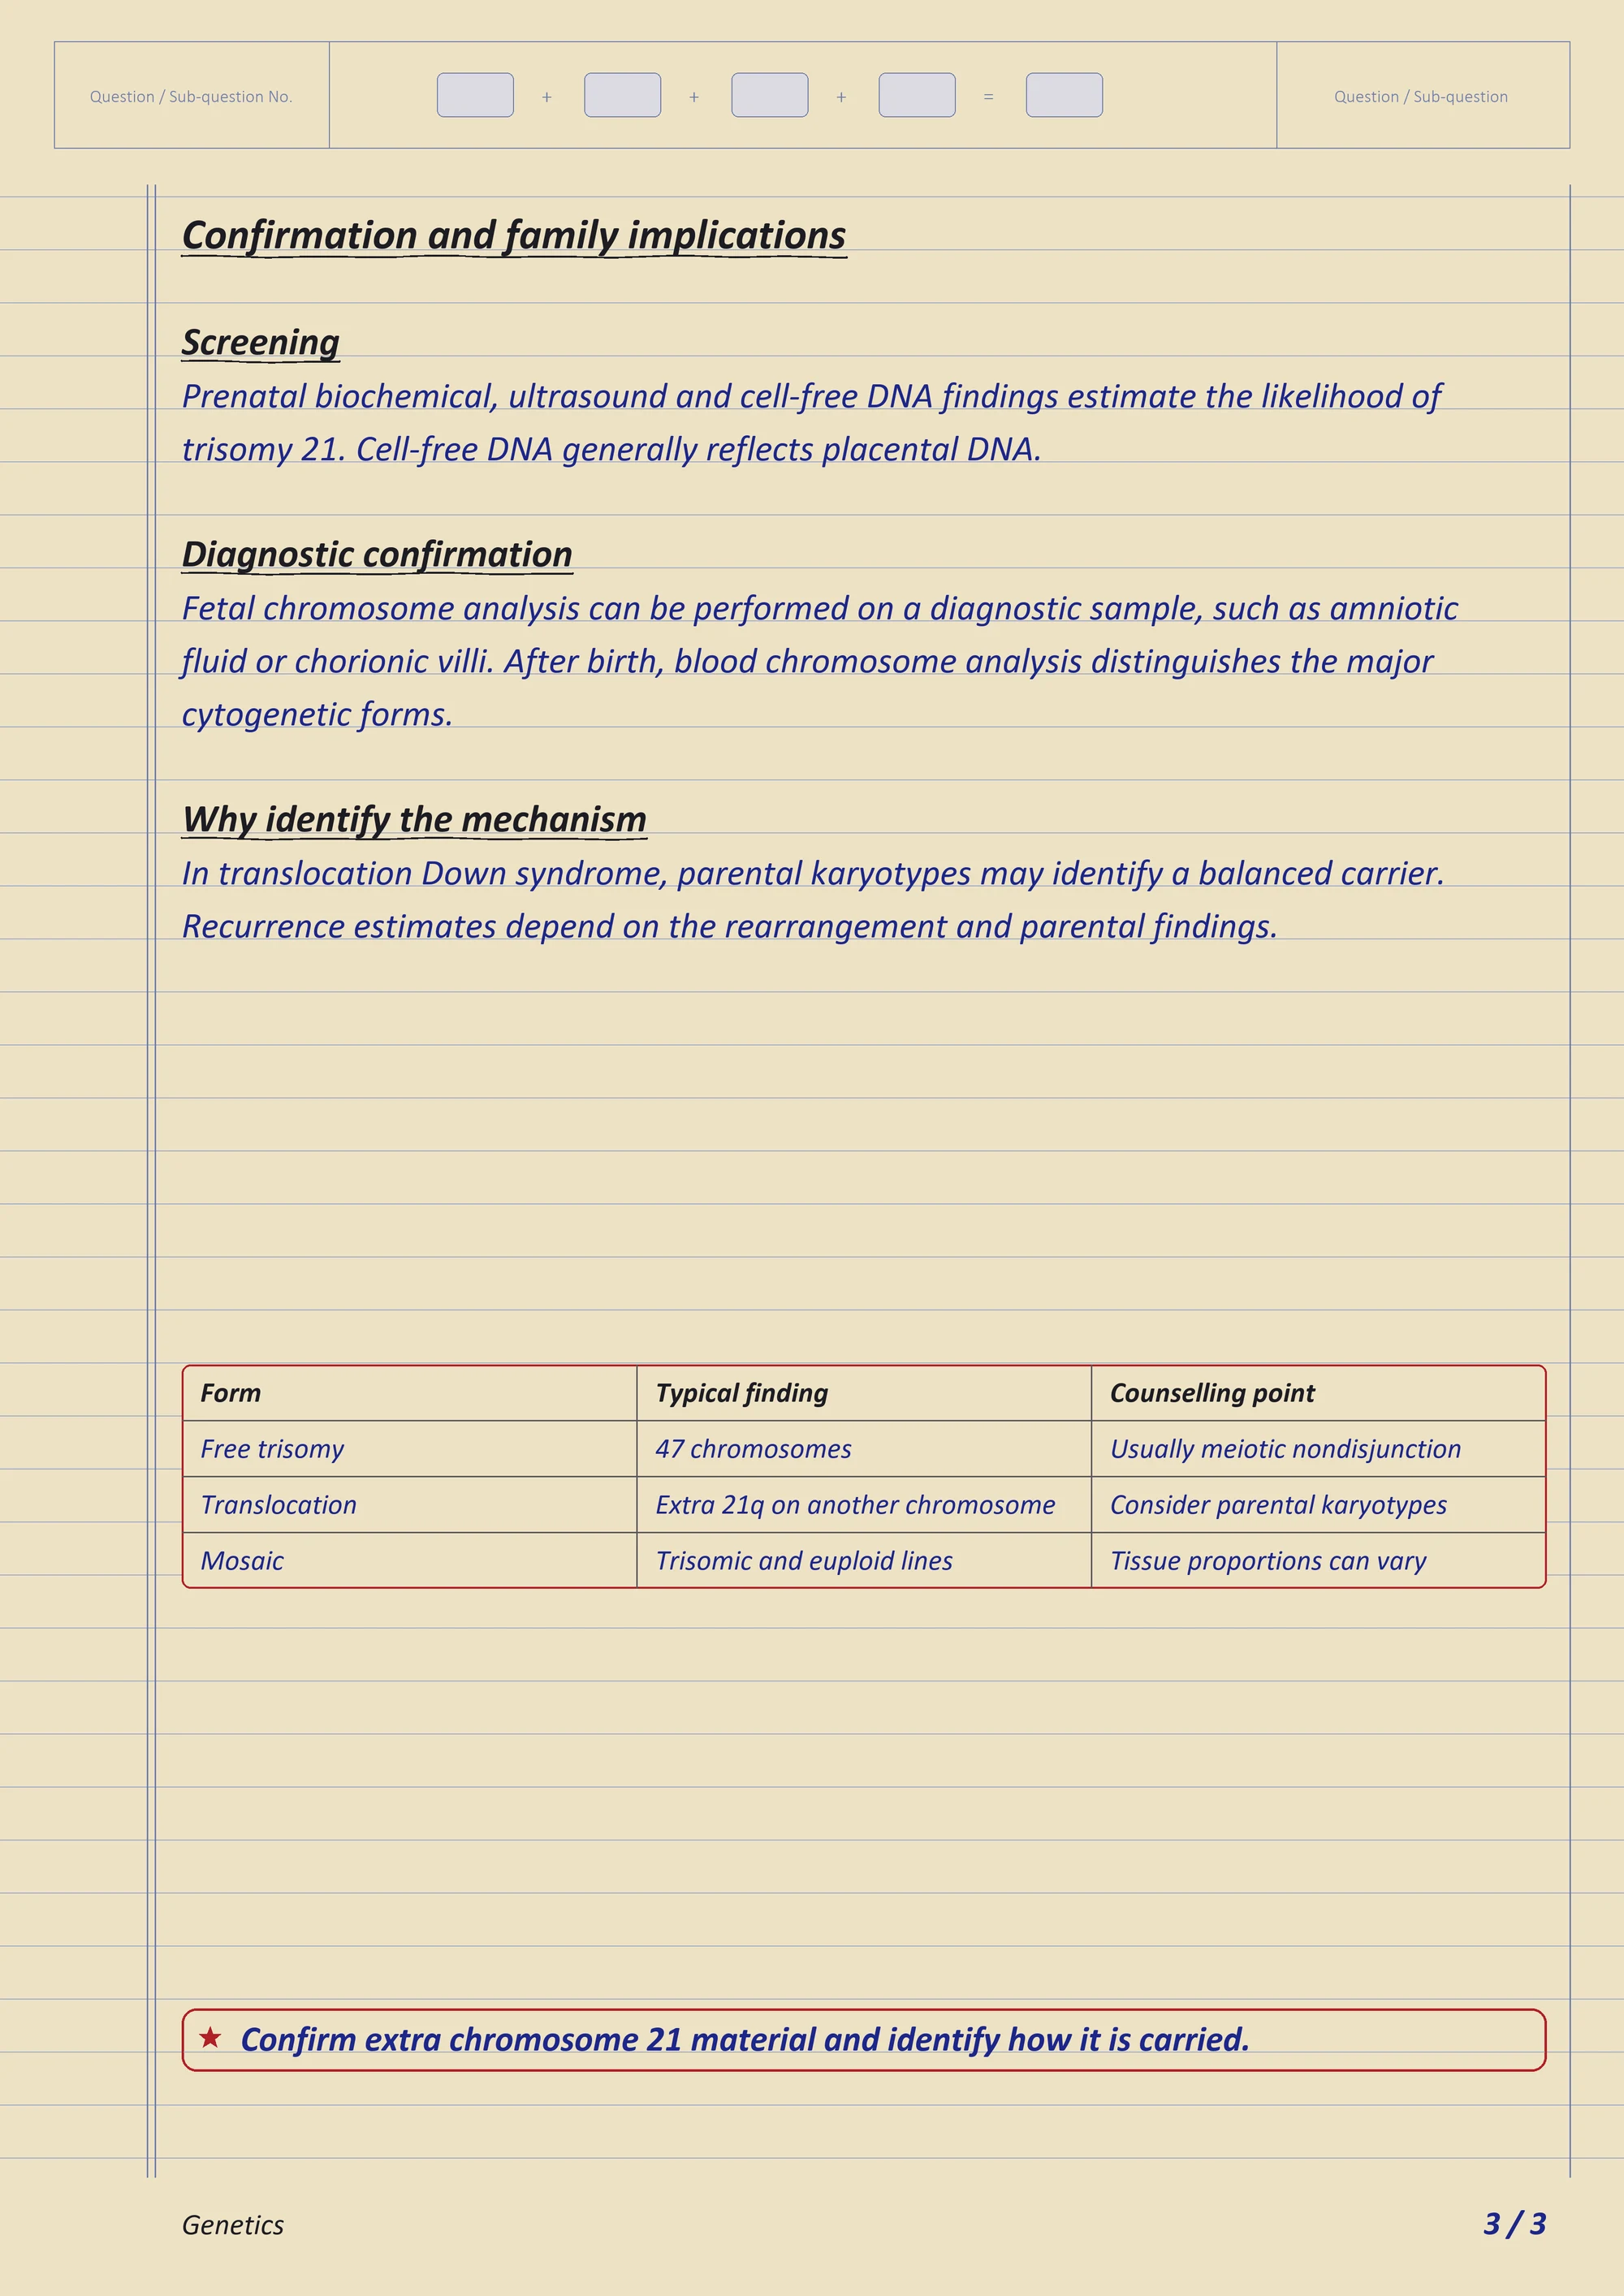 Question / Sub-question No.
+ + + =
Question / Sub-question
Confirmation and family implications
Screening
Prenatal biochemical, ultrasound and cell-free DNA findings estimate the likelihood of
trisomy 21. Cell-free DNA generally reflects placental DNA.
Diagnostic confirmation
Fetal chromosome analysis can be performed on a diagnostic sample, such as amniotic
fluid or chorionic villi. After birth, blood chromosome analysis distinguishes the major
cytogenetic forms.
Why identify the mechanism
In translocation Down syndrome, parental karyotypes may identify a balanced carrier.
Recurrence estimates depend on the rearrangement and parental findings.
Form Typical finding Counselling point
Free trisomy 47 chromosomes Usually meiotic nondisjunction
Translocation Extra 21q on another chromosome Consider parental karyotypes
Mosaic Trisomic and euploid lines Tissue proportions can vary
★ Confirm extra chromosome 21 material and identify how it is carried.
Genetics 3 / 3